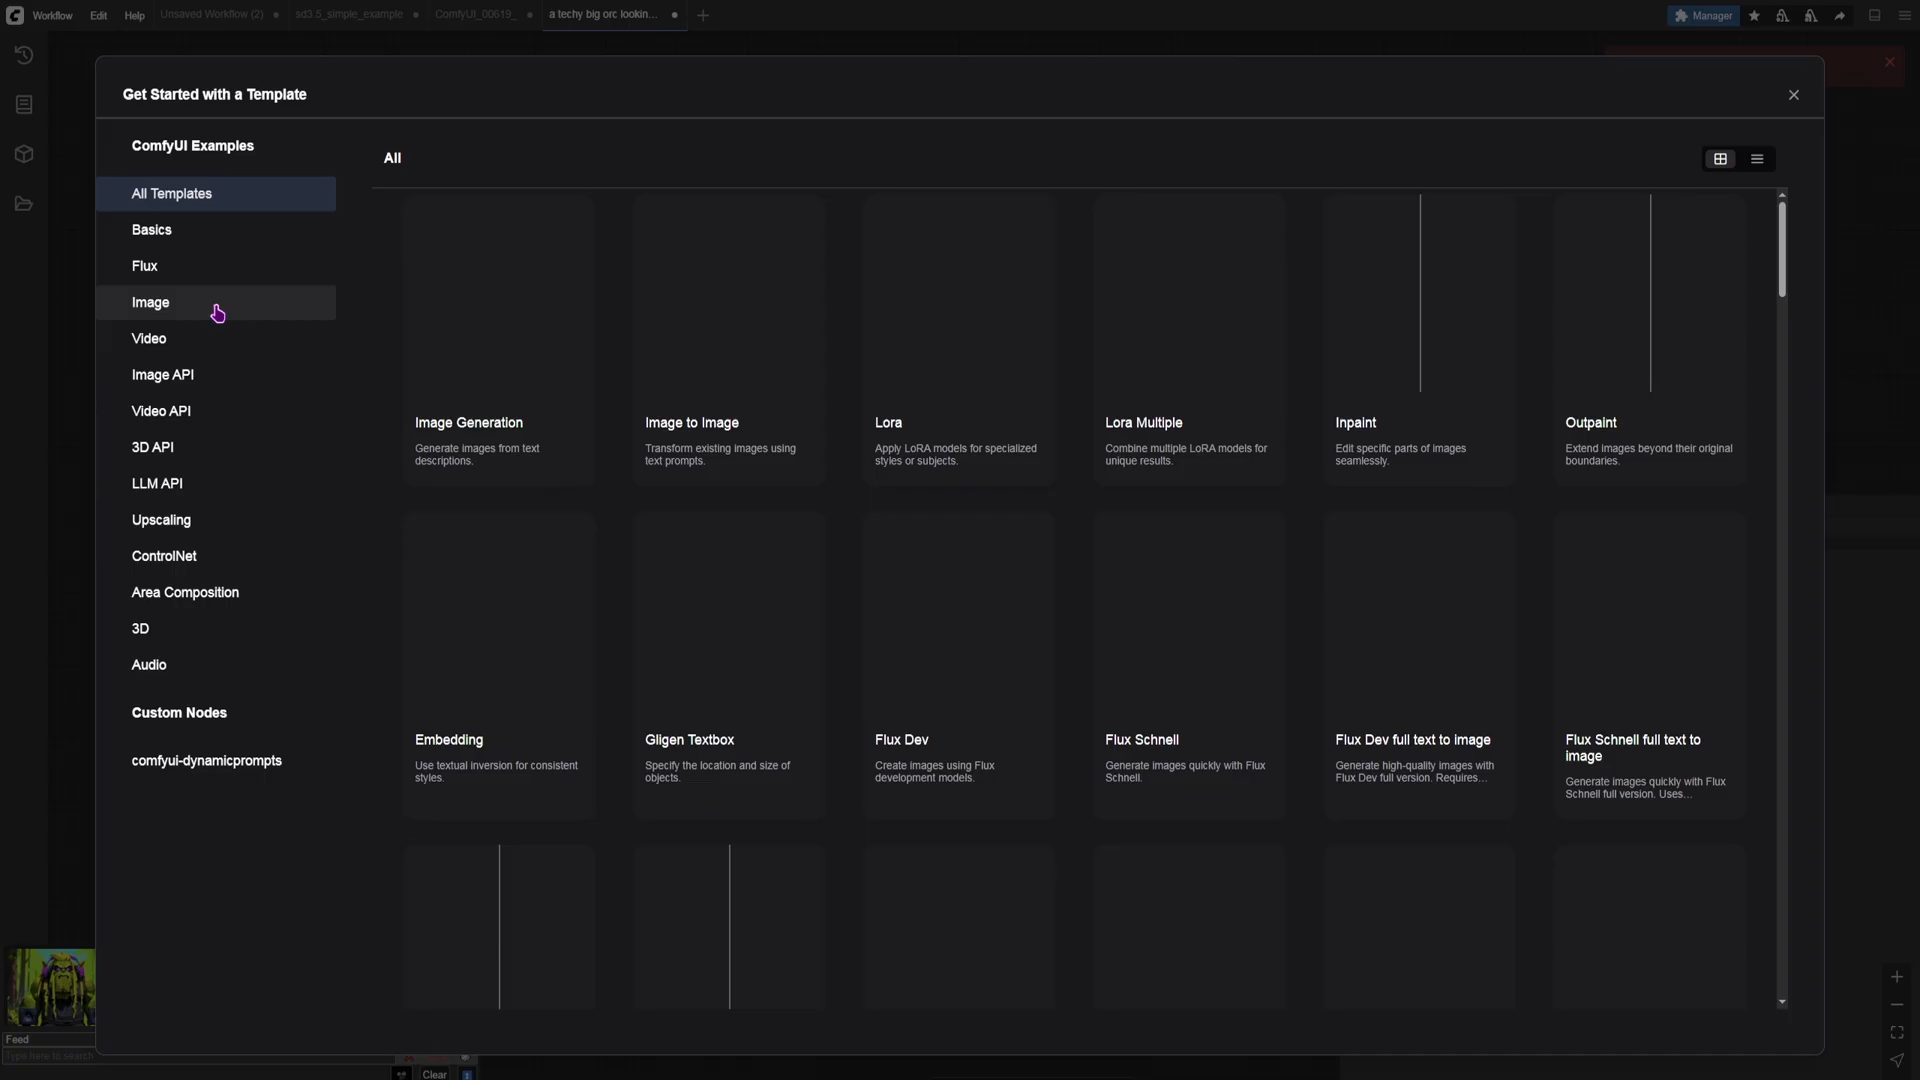 Workflow Edit Help Unsaved Workflow (2) sd3.5_simple_example ComfyUI_00619_ a techy big orc lookin... Manager
Get Started with a Template
ComfyUI Examples
All Templates
Basics
Flux
Image
Video
Image API
Video API
3D API
LLM API
Upscaling
ControlNet
Area Composition
3D
Audio
Custom Nodes
comfyui-dynamicprompts
All
Image Generation
Generate images from text
descriptions.
Image to Image
Transform existing images using
text prompts.
Lora
Apply LoRA models for specialized
styles or subjects.
Lora Multiple
Combine multiple LoRA models for
unique results.
Inpaint
Edit specific parts of images
seamlessly.
Outpaint
Extend images beyond their original
boundaries.
Embedding
Use textual inversion for consistent
styles.
Gligen Textbox
Specify the location and size of
objects.
Flux Dev
Create images using Flux
development models.
Flux Schnell
Generate images quickly with Flux
Schnell.
Flux Dev full text to image
Generate high-quality images with
Flux Dev full version. Requires...
Flux Schnell full text to
image
Generate images quickly with Flux
Schnell full version. Uses...
Feed
Type here to search
Clear